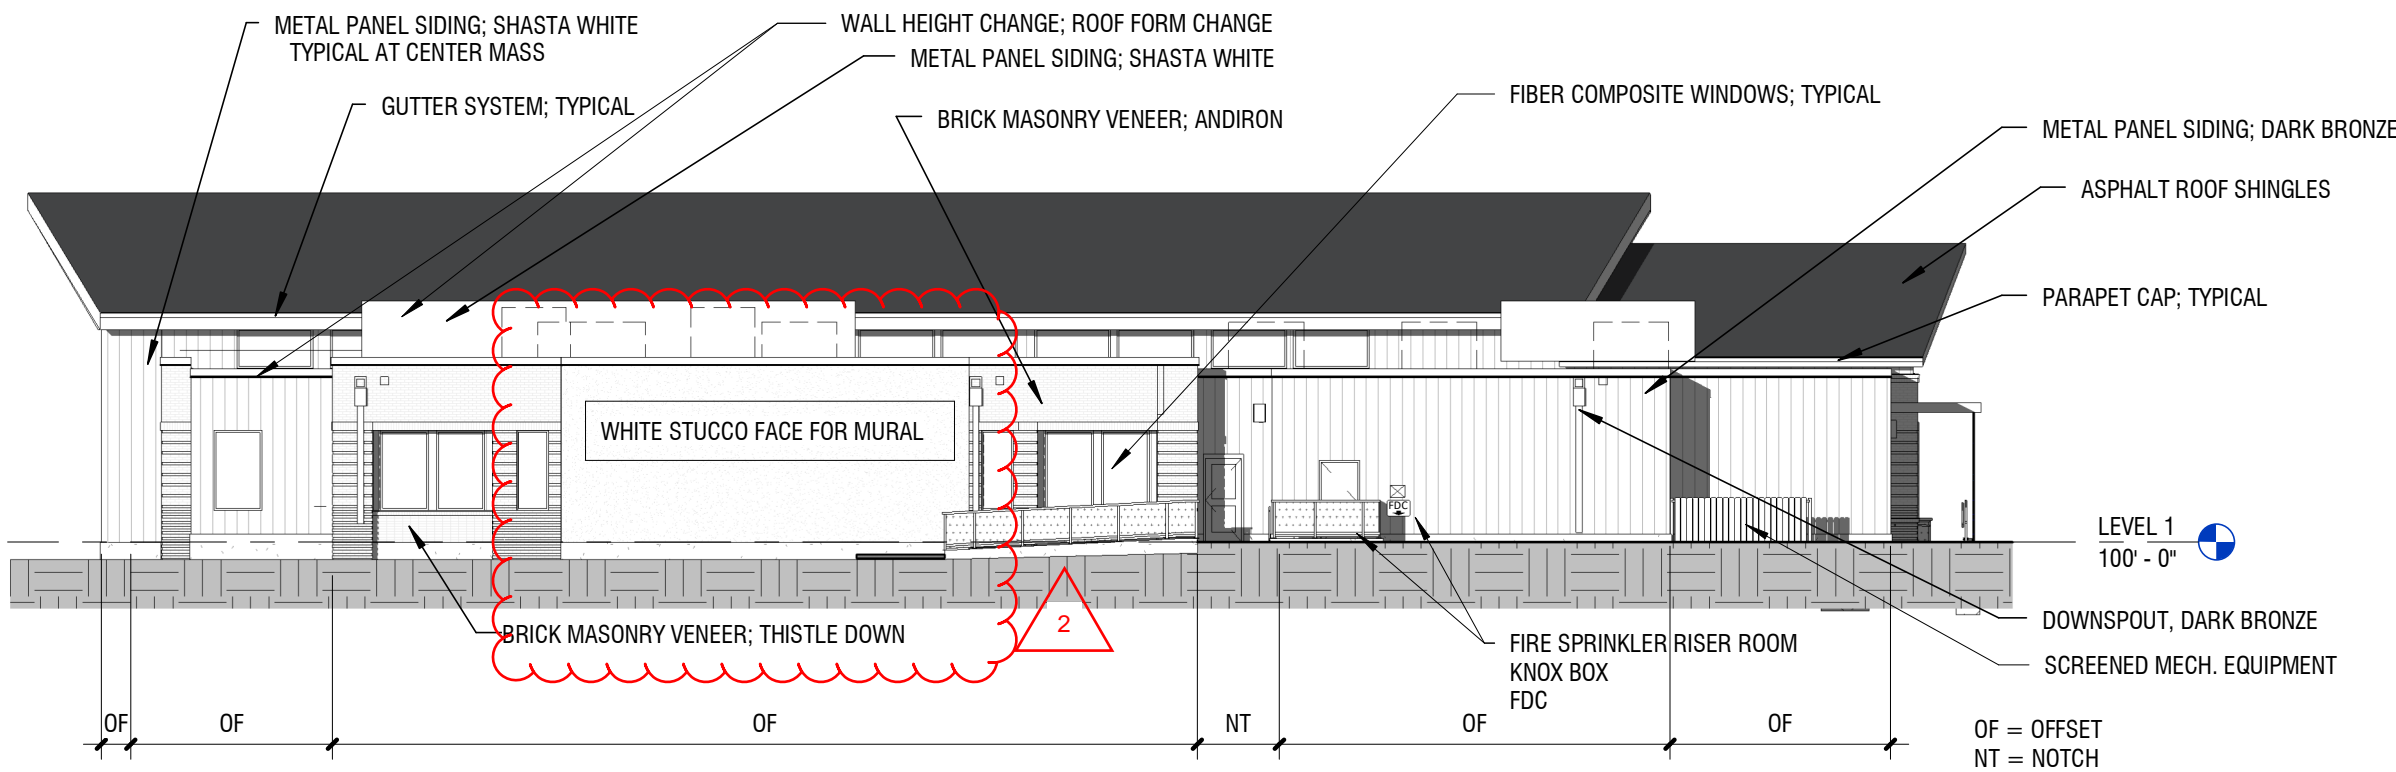 METAL PANEL SIDING; SHASTA WHITE
TYPICAL AT CENTER MASS
WALL HEIGHT CHANGE; ROOF FORM CHANGE
METAL PANEL SIDING; SHASTA WHITE
GUTTER SYSTEM; TYPICAL
BRICK MASONRY VENEER; ANDIRON
FIBER COMPOSITE WINDOWS; TYPICAL
METAL PANEL SIDING; DARK BRONZE
ASPHALT ROOF SHINGLES
PARAPET CAP; TYPICAL
WHITE STUCCO FACE FOR MURAL
FDC
LEVEL 1
100' - 0"
2
BRICK MASONRY VENEER; THISTLE DOWN
FIRE SPRINKLER RISER ROOM
KNOX BOX
FDC
DOWNSPOUT, DARK BRONZE
SCREENED MECH. EQUIPMENT
OF
OF
OF
NT
OF
OF
OF = OFFSET
NT = NOTCH